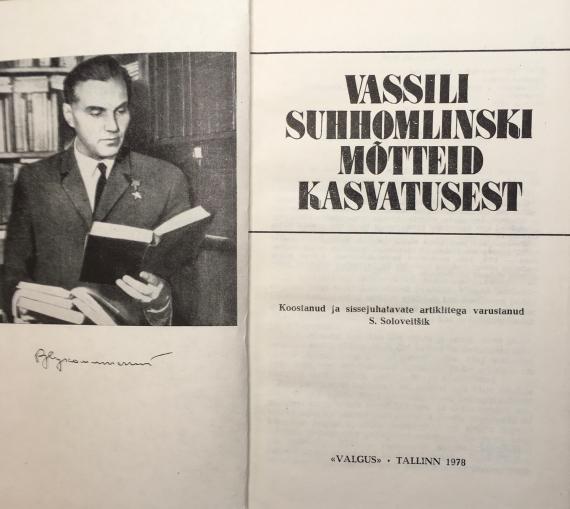 VASSILI
SUHHOMLINSKI
MÕTTEID
KASVATUSEST
Koostanud ja sissejuhatavate artiklitega varustanud
S. Soloveitšik
«VALGUS» · TALLINN 1978